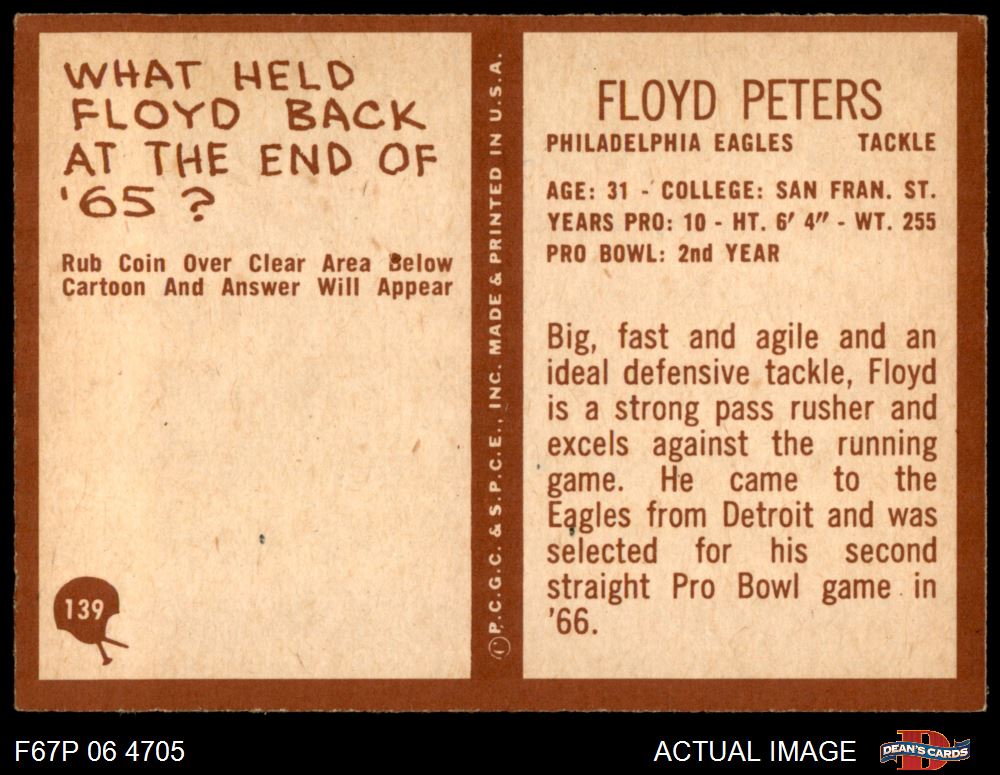 WHAT HELD
FLOYD BACK
AT THE END OF
'65 ?
Rub Coin Over Clear Area Below
Cartoon And Answer Will Appear
139
© P.C.G.C. & S.P.C.E., INC. MADE & PRINTED IN U.S.A.
FLOYD PETERS
PHILADELPHIA EAGLES TACKLE
AGE: 31 - COLLEGE: SAN FRAN. ST.
YEARS PRO: 10 - HT. 6' 4" - WT. 255
PRO BOWL: 2nd YEAR
Big, fast and agile and an
ideal defensive tackle, Floyd
is a strong pass rusher and
excels against the running
game. He came to the
Eagles from Detroit and was
selected for his second
straight Pro Bowl game in
'66.
F67P 06 4705
ACTUAL IMAGE
D
DEAN'S CARDS